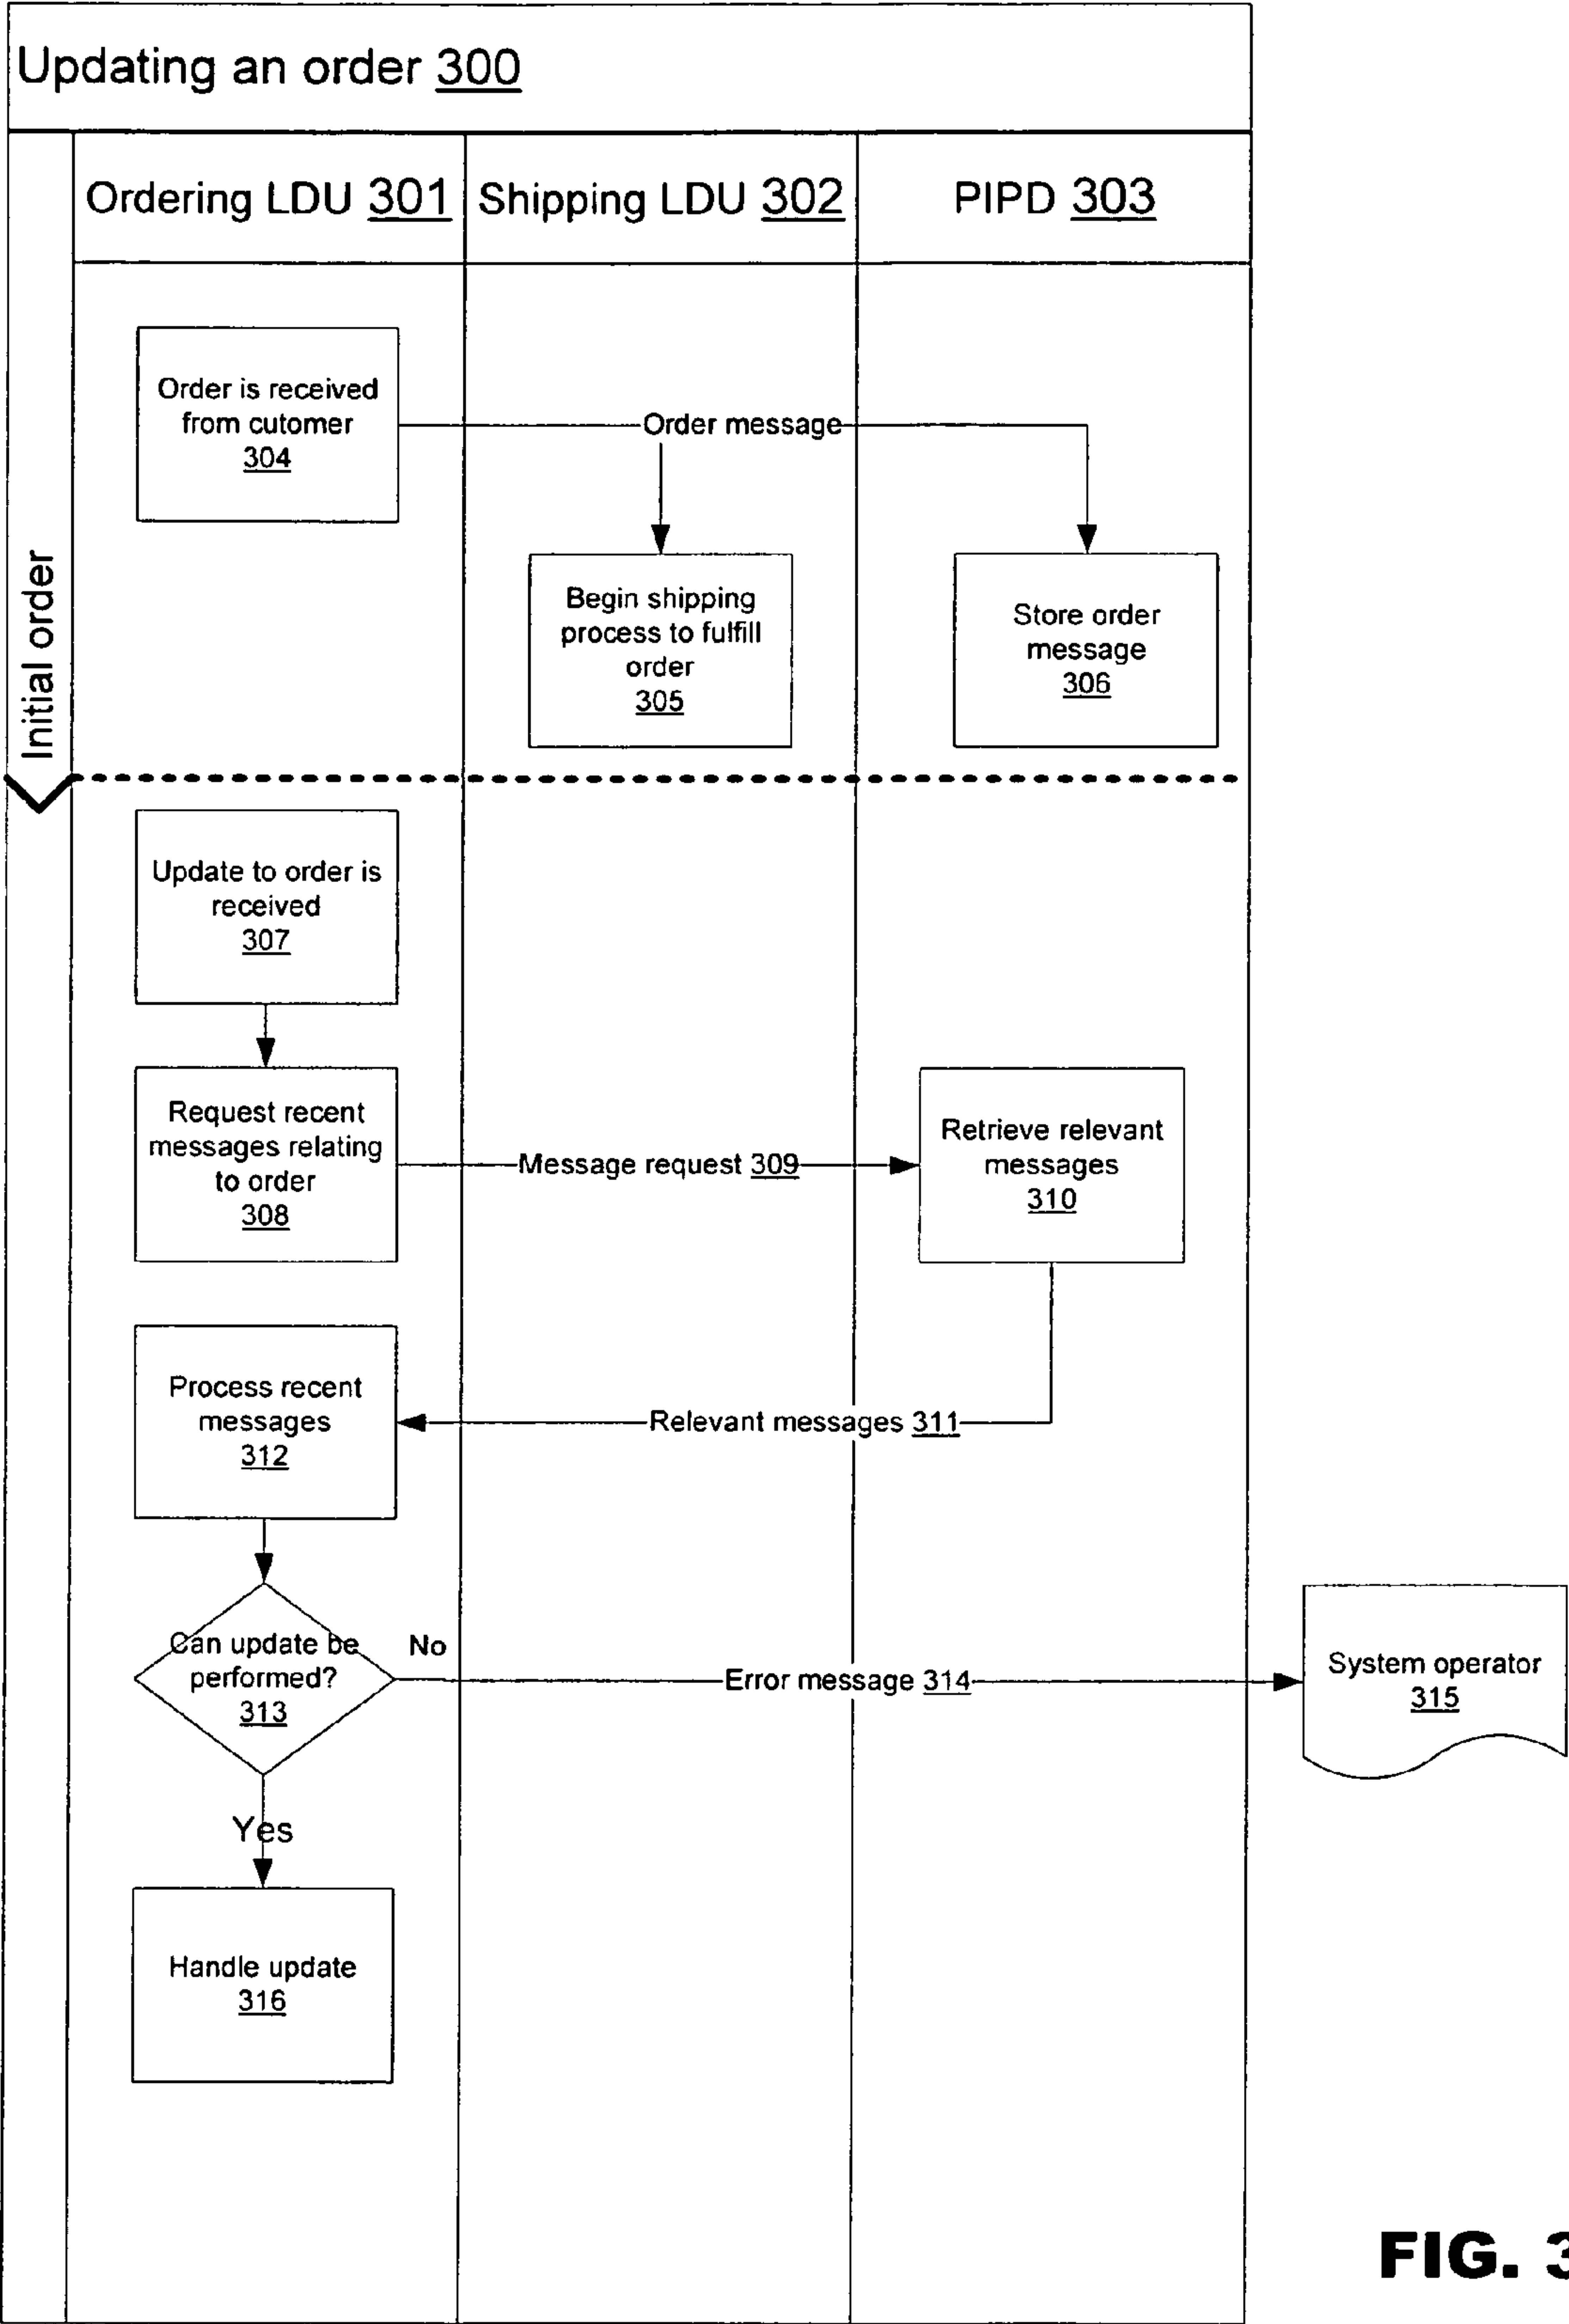 Updating an order 300
Ordering LDU 301
Shipping LDU 302
PIPD 303
Initial order
Order is received
from cutomer
304
Order message
Begin shipping
process to fulfill
order
305
Store order
message
306
Update to order is
received
307
Request recent
messages relating
to order
308
Message request 309
Retrieve relevant
messages
310
Relevant messages 311
Process recent
messages
312
Can update be
performed?
313
No
Error message 314
System operator
315
Yes
Handle update
316
FIG. 3